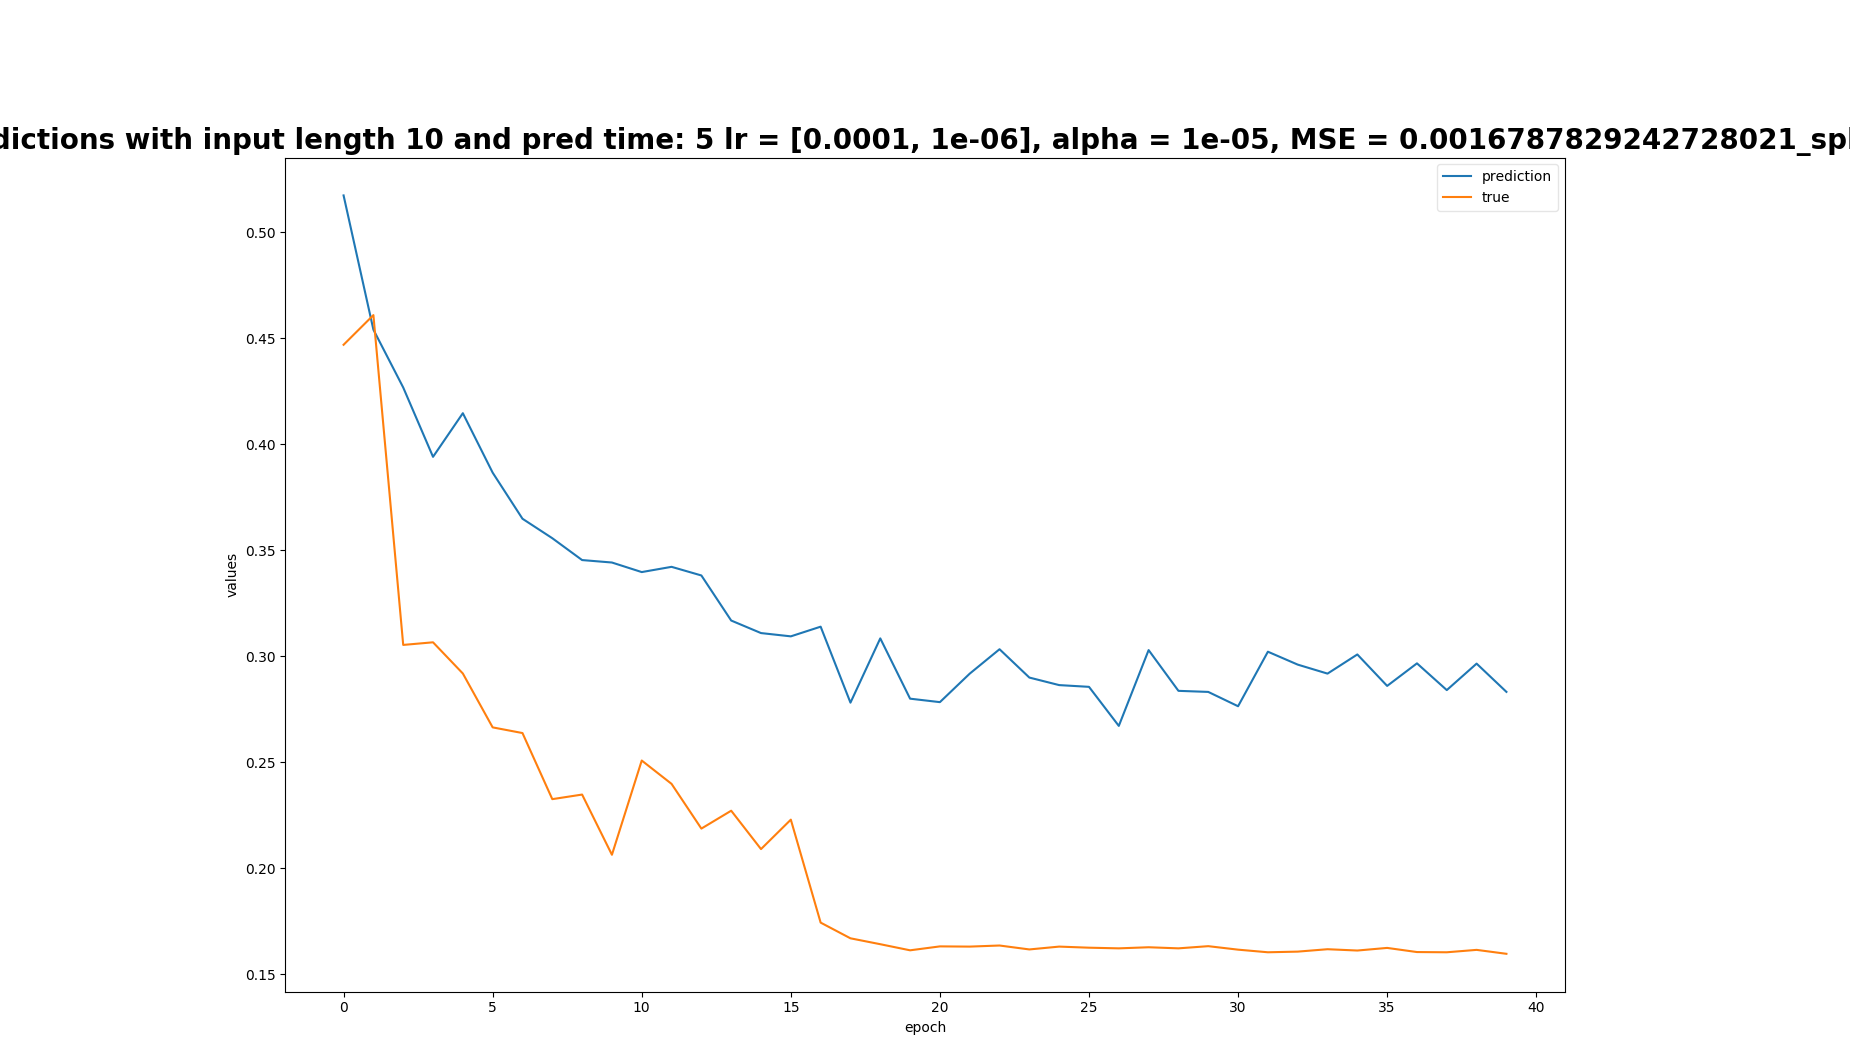 dictions with input length 10 and pred time: 5 lr = [0.0001, 1e-06], alpha = 1e-05, MSE = 0.0016787829242728021_spl
prediction
true
0.50
0.45
0.40
0.35
0.30
0.25
0.20
0.15
values
0 5 10 15 20 25 30 35 40
epoch